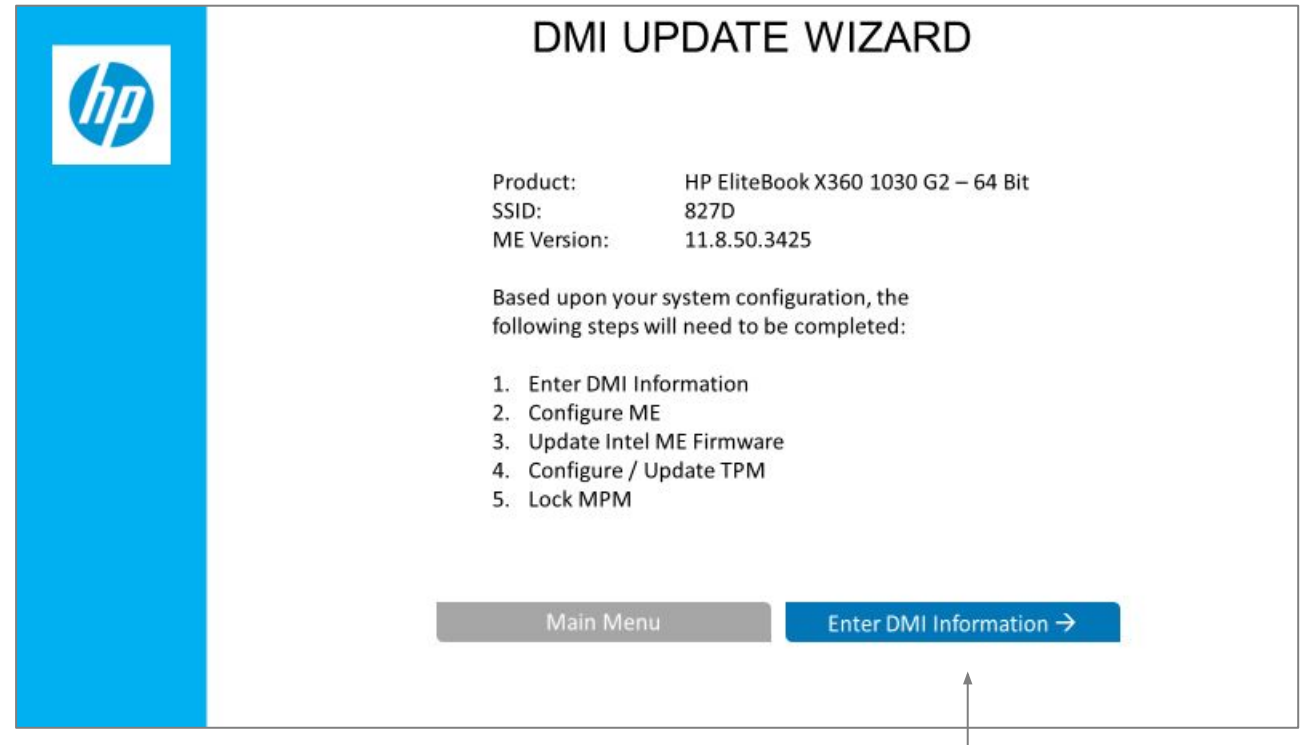 DMI UPDATE WIZARD
hp
Product: HP EliteBook X360 1030 G2 – 64 Bit
SSID: 827D
ME Version: 11.8.50.3425
Based upon your system configuration, the
following steps will need to be completed:
1. Enter DMI Information
2. Configure ME
3. Update Intel ME Firmware
4. Configure / Update TPM
5. Lock MPM
Main Menu
Enter DMI Information →